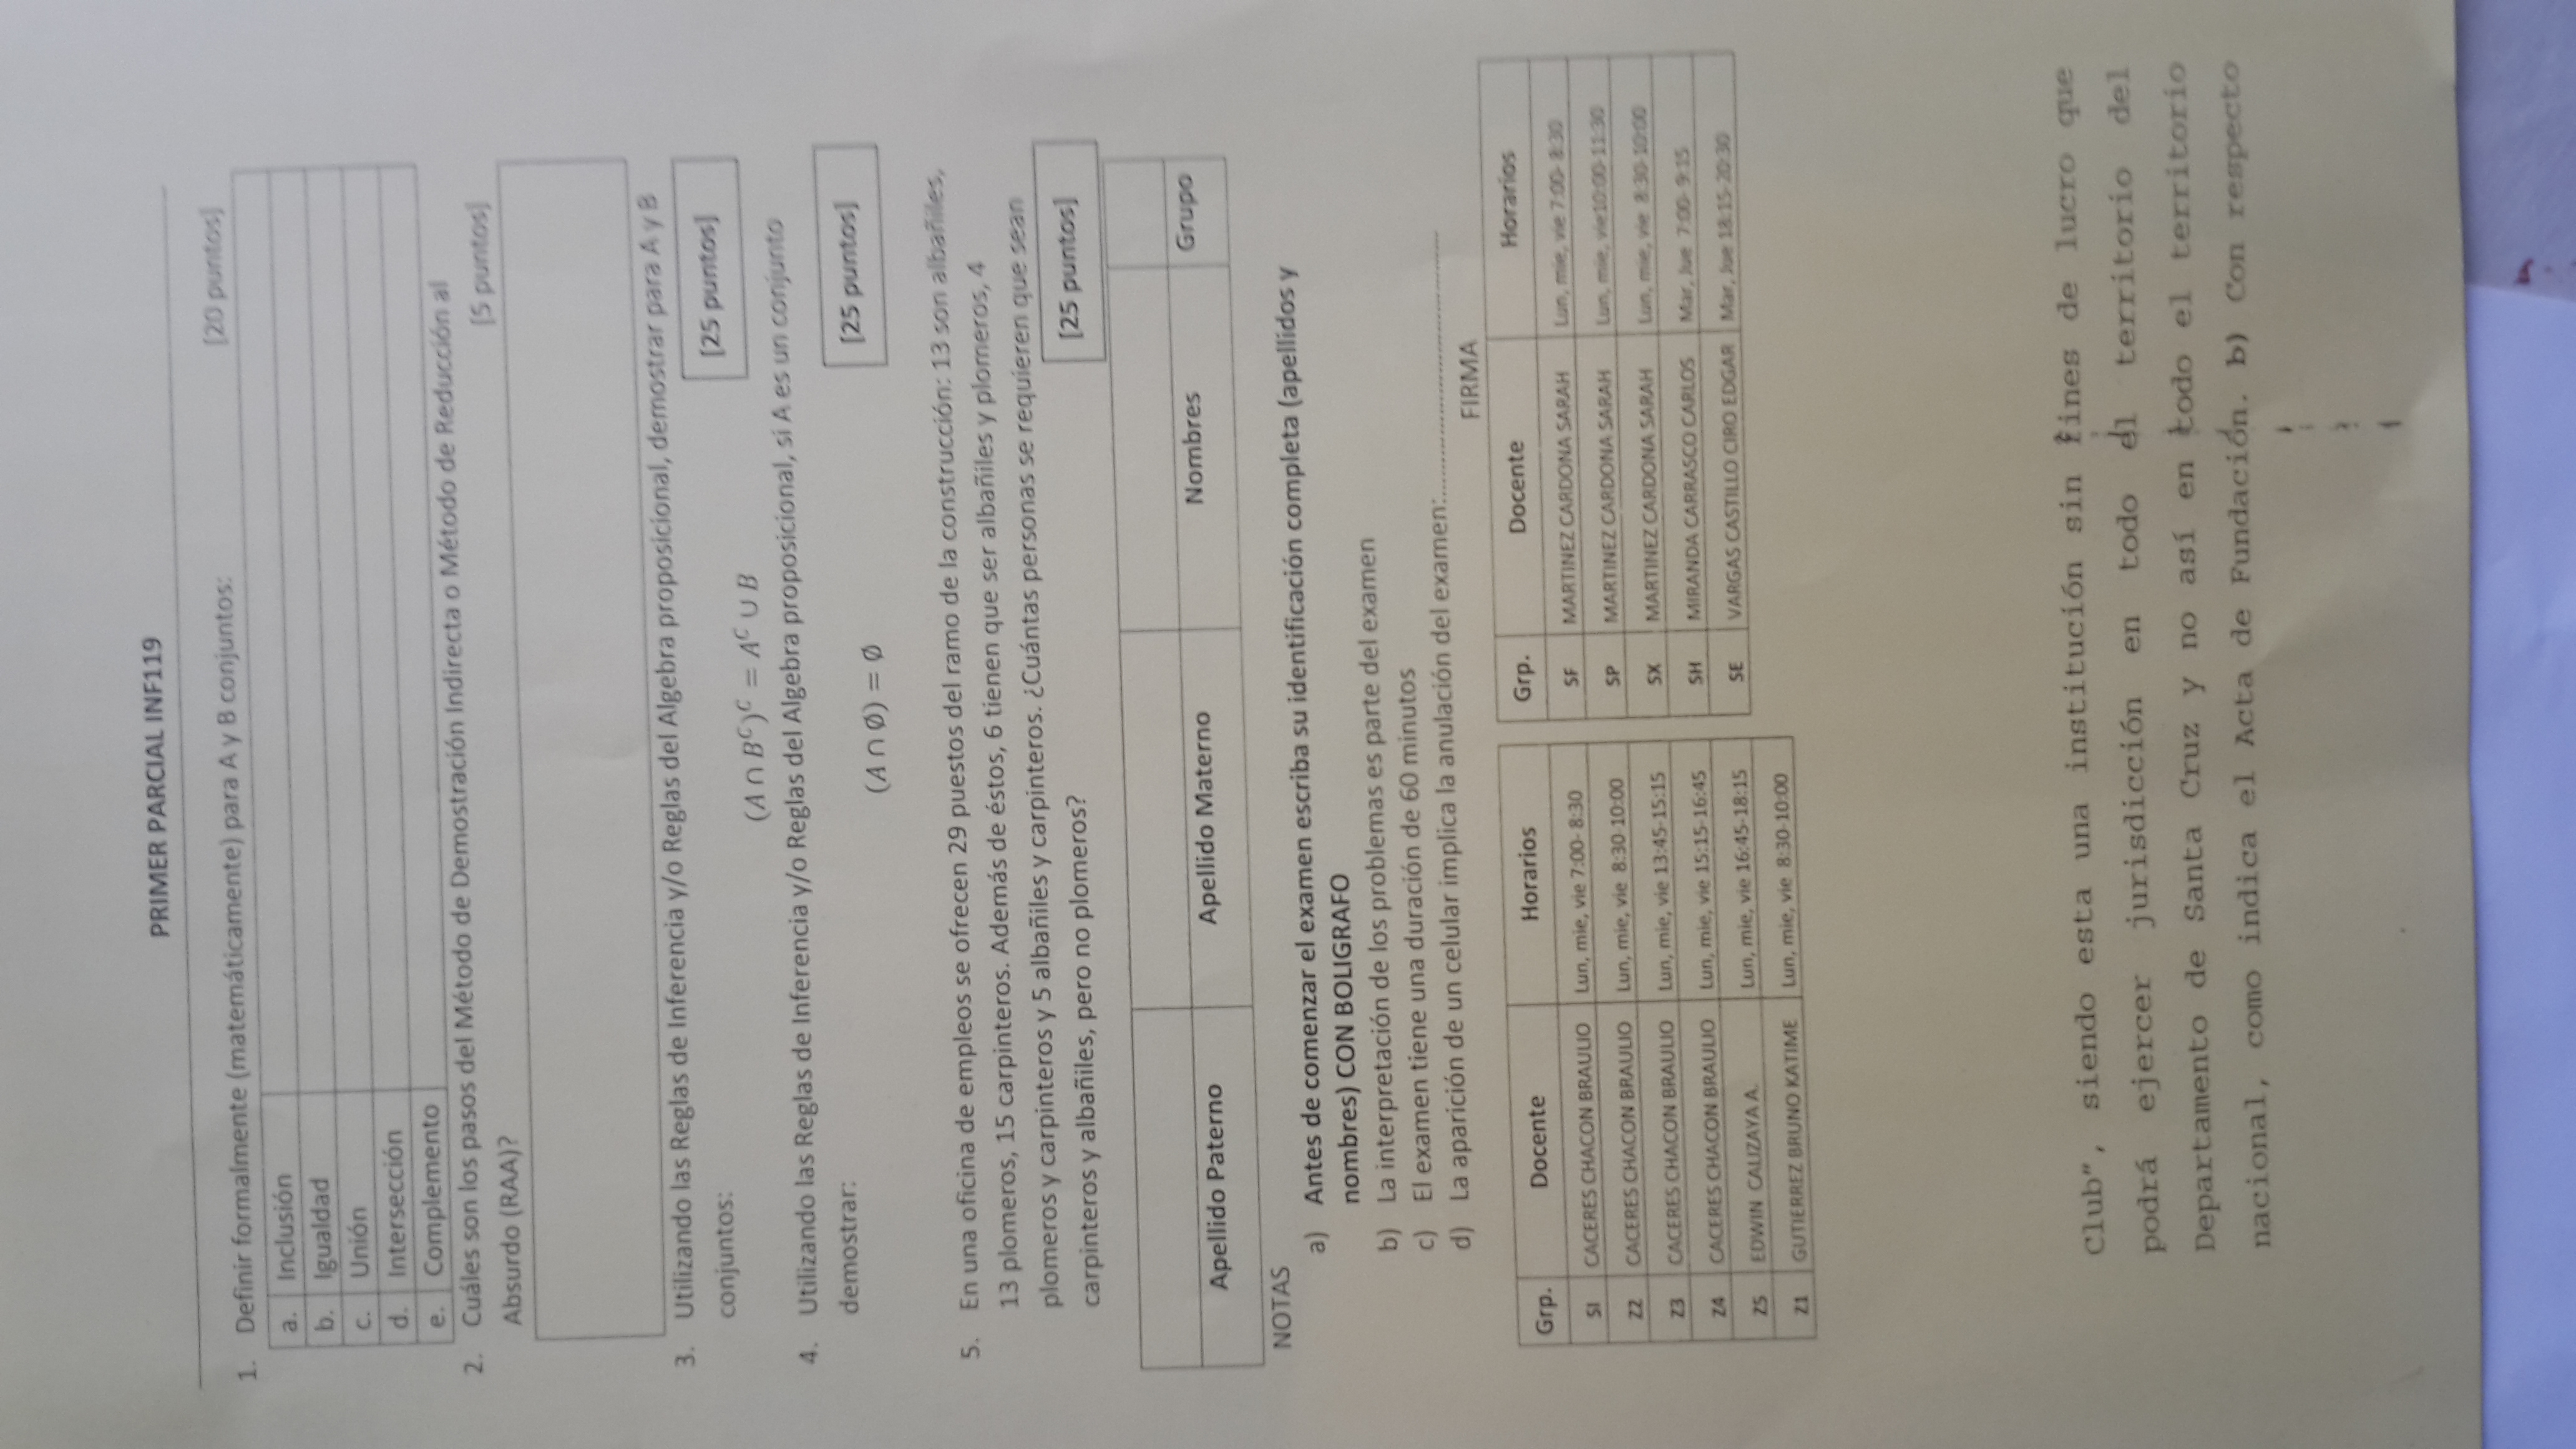 PRIMER PARCIAL INF119
1. Definir formalmente (matemáticamente) para A y B conjuntos: [20 puntos]
a. Inclusión
b. Igualdad
c. Unión
d. Intersección
e. Complemento
2. Cuáles son los pasos del Método de Demostración Indirecta o Método de Reducción al
Absurdo (RAA)? [5 puntos]
3. Utilizando las Reglas de Inferencia y/o Reglas del Algebra proposicional, demostrar para A y B
conjuntos: [25 puntos]
(A ∩ Bᶜ)ᶜ = Aᶜ ∪ B
4. Utilizando las Reglas de Inferencia y/o Reglas del Algebra proposicional, si A es un conjunto
demostrar: [25 puntos]
(A ∩ Ø) = Ø
5. En una oficina de empleos se ofrecen 29 puestos del ramo de la construcción: 13 son albañiles,
13 plomeros, 15 carpinteros. Además de éstos, 6 tienen que ser albañiles y plomeros, 4
plomeros y carpinteros y 5 albañiles y carpinteros. ¿Cuántas personas se requieren que sean
carpinteros y albañiles, pero no plomeros? [25 puntos]
Apellido Paterno Apellido Materno Nombres Grupo
NOTAS
a) Antes de comenzar el examen escriba su identificación completa (apellidos y
nombres) CON BOLIGRAFO
b) La interpretación de los problemas es parte del examen
c) El examen tiene una duración de 60 minutos
d) La aparición de un celular implica la anulación del examen:
FIRMA
Grp. Docente Horarios
SI CACERES CHACON BRAULIO Lun, mie, vie 7:00- 8:30
Z2 CACERES CHACON BRAULIO Lun, mie, vie 8:30-10:00
Z3 CACERES CHACON BRAULIO Lun, mie, vie 13:45-15:15
Z4 CACERES CHACON BRAULIO Lun, mie, vie 15:15-16:45
Z5 EDWIN CALIZAYA A. Lun, mie, vie 16:45-18:15
Z1 GUTIERREZ BRUNO KATIME Lun, mie, vie 8:30-10:00
Grp. Docente Horarios
SF MARTINEZ CARDONA SARAH Lun, mie, vie 7:00- 8:30
SP MARTINEZ CARDONA SARAH Lun, mie, vie10:00-11:30
SX MARTINEZ CARDONA SARAH Lun, mie, vie 8:30-10:00
SH MIRANDA CARRASCO CARLOS Mar, Jue 7:00- 9:15
SE VARGAS CASTILLO CIRO EDGAR Mar, Jue 18:15-20:30
Club", siendo esta una institución sin fines de lucro que
podrá ejercer jurisdicción en todo el territorio del
Departamento de Santa Cruz y no así en todo el territorio
nacional, como indica el Acta de Fundación. b) Con respecto